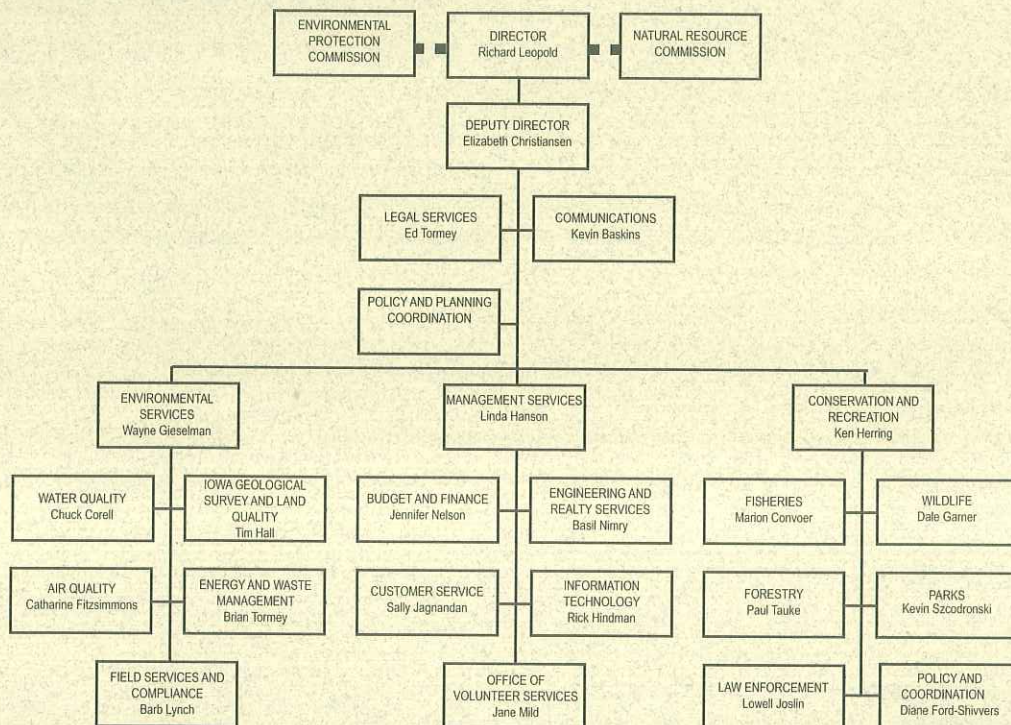 ENVIRONMENTAL
PROTECTION
COMMISSION
DIRECTOR
Richard Leopold
NATURAL RESOURCE
COMMISSION
DEPUTY DIRECTOR
Elizabeth Christiansen
LEGAL SERVICES
Ed Tormey
COMMUNICATIONS
Kevin Baskins
POLICY AND PLANNING
COORDINATION
ENVIRONMENTAL
SERVICES
Wayne Gieselman
MANAGEMENT SERVICES
Linda Hanson
CONSERVATION AND
RECREATION
Ken Herring
WATER QUALITY
Chuck Corell
IOWA GEOLOGICAL
SURVEY AND LAND
QUALITY
Tim Hall
BUDGET AND FINANCE
Jennifer Nelson
ENGINEERING AND
REALTY SERVICES
Basil Nimry
FISHERIES
Marion Convoer
WILDLIFE
Dale Garner
AIR QUALITY
Catharine Fitzsimmons
ENERGY AND WASTE
MANAGEMENT
Brian Tormey
CUSTOMER SERVICE
Sally Jagnandan
INFORMATION
TECHNOLOGY
Rick Hindman
FORESTRY
Paul Tauke
PARKS
Kevin Szcodronski
FIELD SERVICES AND
COMPLIANCE
Barb Lynch
OFFICE OF
VOLUNTEER SERVICES
Jane Mild
LAW ENFORCEMENT
Lowell Joslin
POLICY AND
COORDINATION
Diane Ford-Shivvers